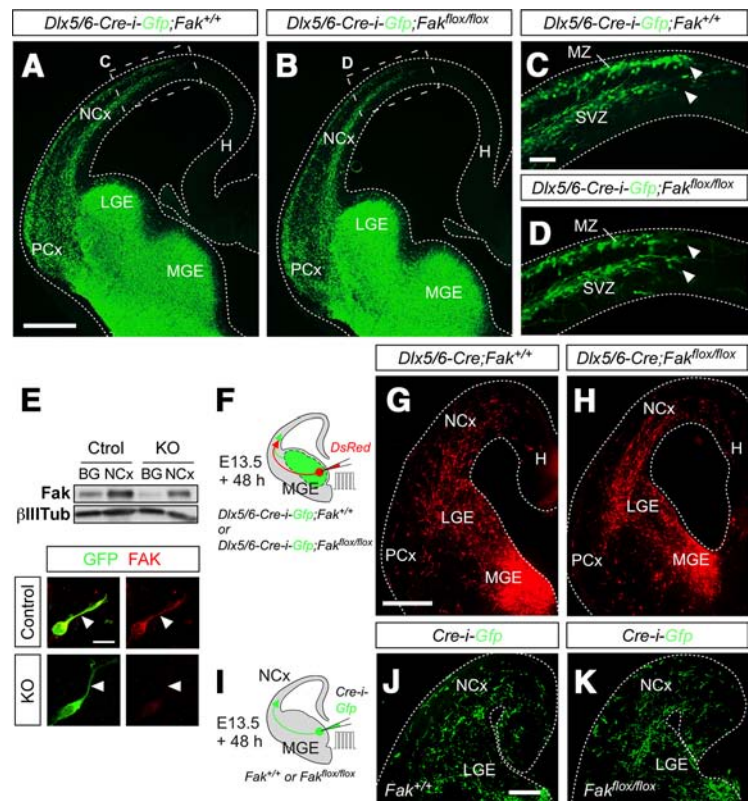 Dlx5/6-Cre-i-Gfp;Fak+/+
Dlx5/6-Cre-i-Gfp;Fakflox/flox
Dlx5/6-Cre-i-Gfp;Fak+/+
A
C
NCx
H
LGE
PCx
MGE
B
D
NCx
H
LGE
PCx
MGE
C
MZ
SVZ
Dlx5/6-Cre-i-Gfp;Fakflox/flox
D
MZ
SVZ
E
Ctrol KO
BG NCx BG NCx
Fak
βIIITub
GFP FAK
Control
KO
F
DsRed
E13.5
+ 48 h
MGE
Dlx5/6-Cre-i-Gfp;Fak+/+
or
Dlx5/6-Cre-i-Gfp;Fakflox/flox
Dlx5/6-Cre;Fak+/+
G
NCx
H
LGE
PCx
MGE
Dlx5/6-Cre;Fakflox/flox
H
NCx
H
LGE
PCx
MGE
I
NCx
Cre-i-
Gfp
E13.5
+ 48 h
MGE
Fak+/+ or Fakflox/flox
Cre-i-Gfp
J
NCx
LGE
Fak+/+
Cre-i-Gfp
K
NCx
LGE
Fakflox/flox